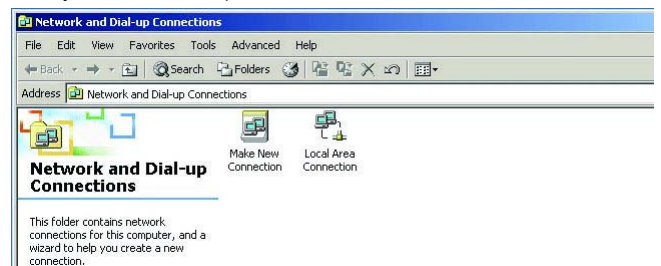 Network and Dial-up Connections
File Edit View Favorites Tools Advanced Help
Back Search Folders
Address Network and Dial-up Connections
Make New Connection
Local Area Connection
Network and Dial-up
Connections
This folder contains network
connections for this computer, and a
wizard to help you create a new
connection.